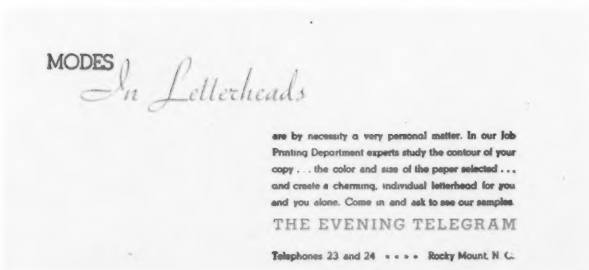 MODES
In Letterheads
are by necessity a very personal matter. In our Job
Printing Department experts study the contour of your
copy . . . the color and size of the paper selected . . .
and create a charming, individual letterhead for you
and you alone. Come in and ask to see our samples.
THE EVENING TELEGRAM
Telephones 23 and 24 • • • • Rocky Mount, N. C.